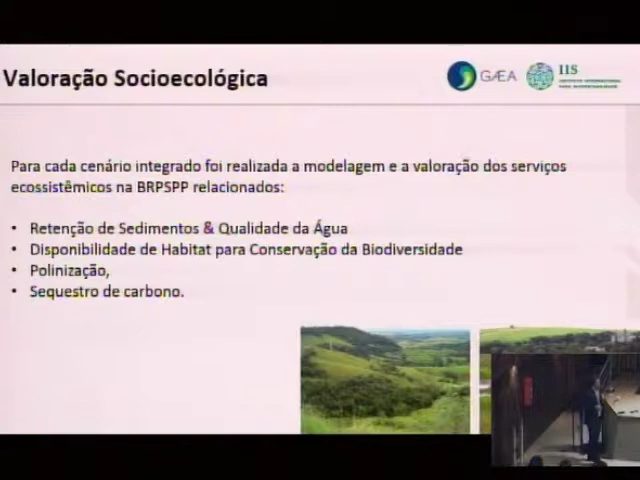 Valoração Socioecológica
GÆA
IIS
Para cada cenário integrado foi realizada a modelagem e a valoração dos serviços
ecossistêmicos na BRPSPP relacionados:
• Retenção de Sedimentos & Qualidade da Água
• Disponibilidade de Habitat para Conservação da Biodiversidade
• Polinização,
• Sequestro de carbono.